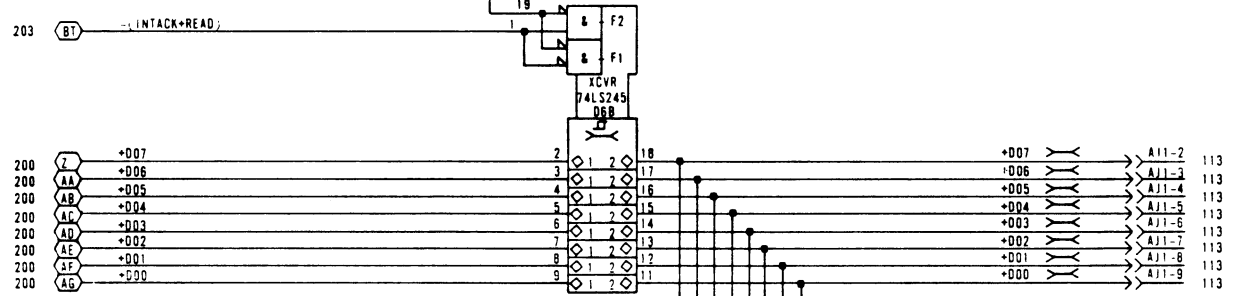 19
& F2
203 BT -(INTACK+READ) 1
& F1
XCVR
74LS245
D6B
200 Z +D07 2 1 2 18 +D07 AJ1-2 113
200 AA +D06 3 1 2 17 +D06 AJ1-3 113
200 AB +D05 4 1 2 16 +D05 AJ1-4 113
200 AC +D04 5 1 2 15 +D04 AJ1-5 113
200 AD +D03 6 1 2 14 +D03 AJ1-6 113
200 AE +D02 7 1 2 13 +D02 AJ1-7 113
200 AF +D01 8 1 2 12 +D01 AJ1-8 113
200 AG +D00 9 1 2 11 +D00 AJ1-9 113